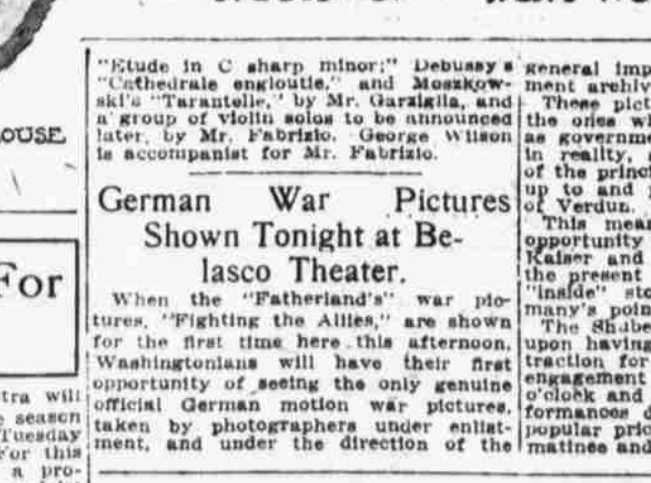 OUSE
For
tra will
season
Tuesday
For this
a pro-
"Etude in C sharp minor;" Debussy's
"Cathedrale engloutie," and Moszkow-
ski's "Tarantelle," by Mr. Garziglia, and
a group of violin solos to be announced
later, by Mr. Fabrizio. George Wilson
is accompanist for Mr. Fabrizio.
German War Pictures
Shown Tonight at Be-
lasco Theater.
When the "Fatherland's" war pic-
tures, "Fighting the Allies," are shown
for the first time here this afternoon,
Washingtonians will have their first
opportunity of seeing the only genuine
official German motion war pictures,
taken by photographers under enlist-
ment, and under the direction of the
general imp
ment archiv
These pict
the ones wh
as governme
in reality,
of the princi
up to and
of Verdun.
This mean
opportunity
Kaiser and
the present
"inside" sto
many's poin
The Shube
upon having
traction for
engagement
o'clock and
formances d
popular pric
matinee and